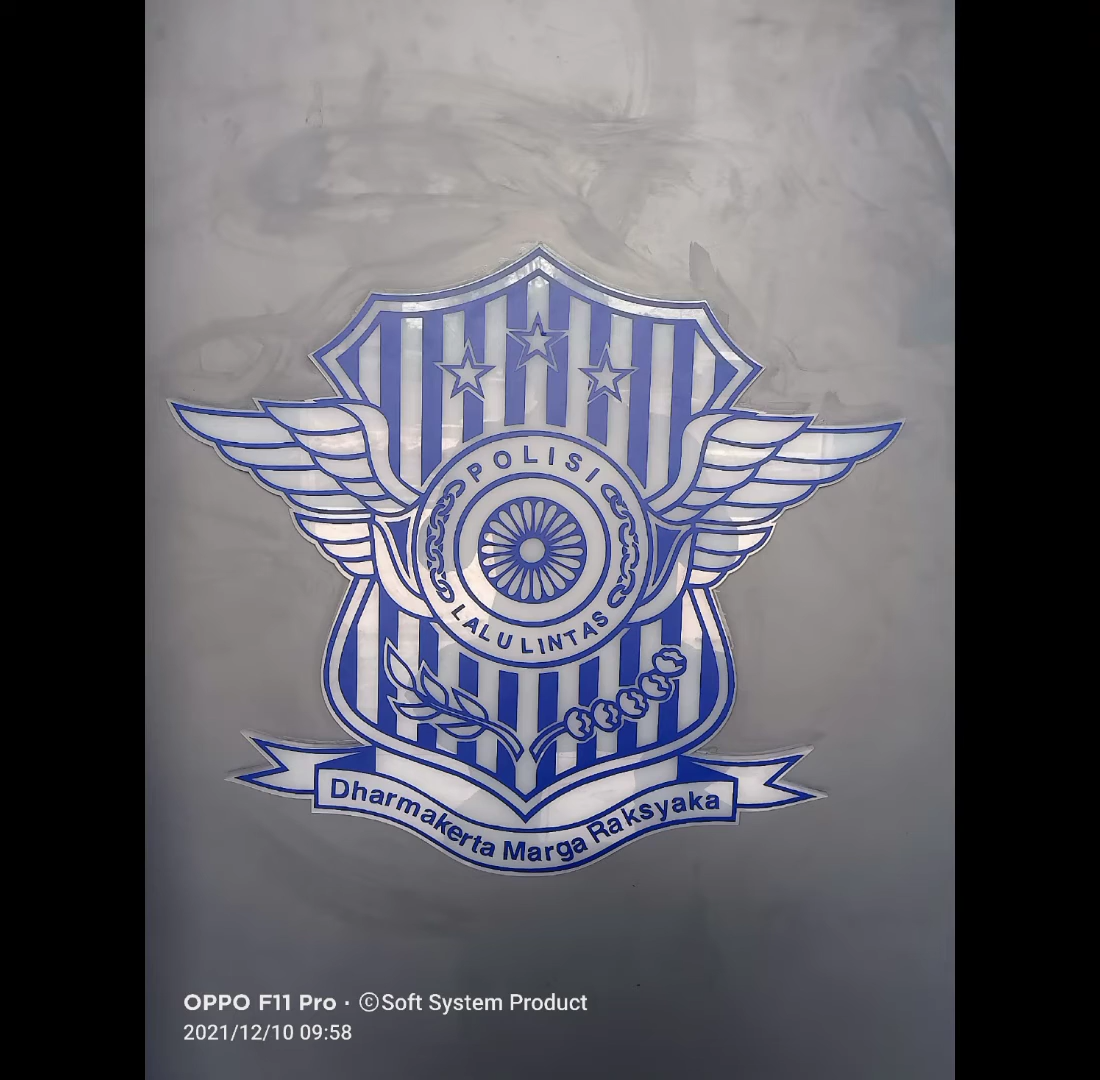 POLISI
LALU LINTAS
Dharmakerta Marga Raksyaka
OPPO F11 Pro · ©Soft System Product
2021/12/10 09:58